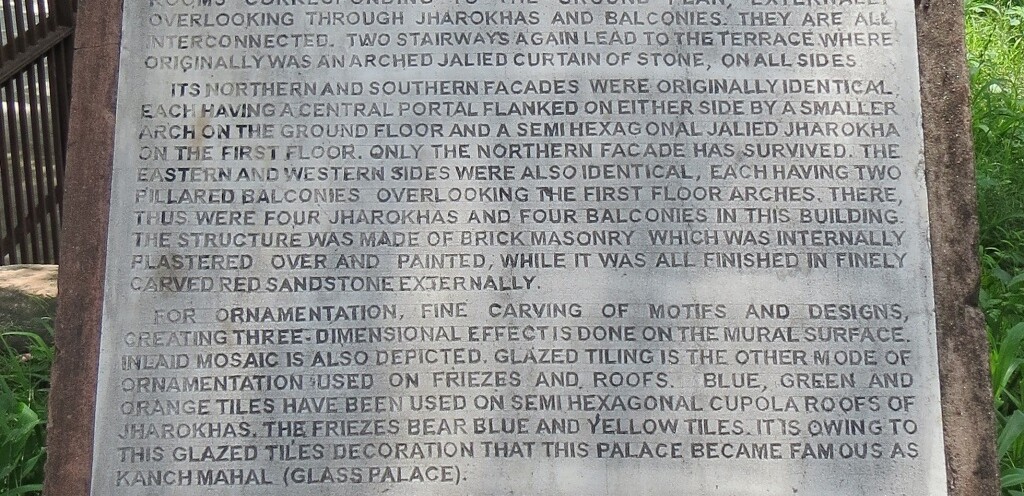 ROOMS CORRESPONDING TO THE GROUND PLAN, EXTERNALLY
OVERLOOKING THROUGH JHAROKHAS AND BALCONIES. THEY ARE ALL
INTERCONNECTED. TWO STAIRWAYS AGAIN LEAD TO THE TERRACE WHERE
ORIGINALLY WAS AN ARCHED JALIED CURTAIN OF STONE, ON ALL SIDES
ITS NORTHERN AND SOUTHERN FACADES WERE ORIGINALLY IDENTICAL,
EACH HAVING A CENTRAL PORTAL FLANKED ON EITHER SIDE BY A SMALLER
ARCH ON THE GROUND FLOOR AND A SEMI HEXAGONAL JALIED JHAROKHA
ON THE FIRST FLOOR. ONLY THE NORTHERN FACADE HAS SURVIVED. THE
EASTERN AND WESTERN SIDES WERE ALSO IDENTICAL, EACH HAVING TWO
PILLARED BALCONIES OVERLOOKING THE FIRST FLOOR ARCHES. THERE,
THUS WERE FOUR JHAROKHAS AND FOUR BALCONIES IN THIS BUILDING.
THE STRUCTURE WAS MADE OF BRICK MASONRY WHICH WAS INTERNALLY
PLASTERED OVER AND PAINTED, WHILE IT WAS ALL FINISHED IN FINELY
CARVED RED SANDSTONE EXTERNALLY.
FOR ORNAMENTATION, FINE CARVING OF MOTIFS AND DESIGNS,
CREATING THREE-DIMENSIONAL EFFECT IS DONE ON THE MURAL SURFACE.
INLAID MOSAIC IS ALSO DEPICTED. GLAZED TILING IS THE OTHER MODE OF
ORNAMENTATION USED ON FRIEZES AND ROOFS. BLUE, GREEN AND
ORANGE TILES HAVE BEEN USED ON SEMI HEXAGONAL CUPOLA ROOFS OF
JHAROKHAS. THE FRIEZES BEAR BLUE AND YELLOW TILES. IT IS OWING TO
THIS GLAZED TILES DECORATION THAT THIS PALACE BECAME FAMOUS AS
KANCH MAHAL (GLASS PALACE).